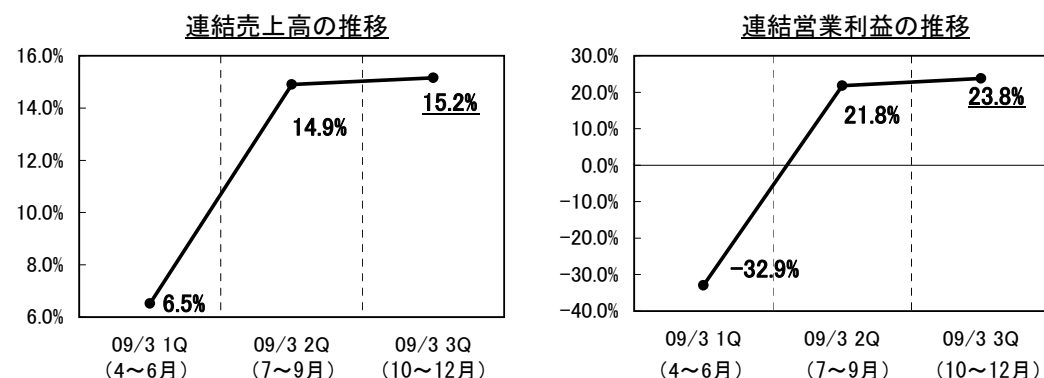 連結売上高の推移
16.0%
14.0%
12.0%
10.0%
8.0%
6.0%
6.5%
14.9%
15.2%
09/3 1Q
(4～6月)
09/3 2Q
(7～9月)
09/3 3Q
(10～12月)
連結営業利益の推移
30.0%
20.0%
10.0%
0.0%
-10.0%
-20.0%
-30.0%
-40.0%
-32.9%
21.8%
23.8%
09/3 1Q
(4～6月)
09/3 2Q
(7～9月)
09/3 3Q
(10～12月)